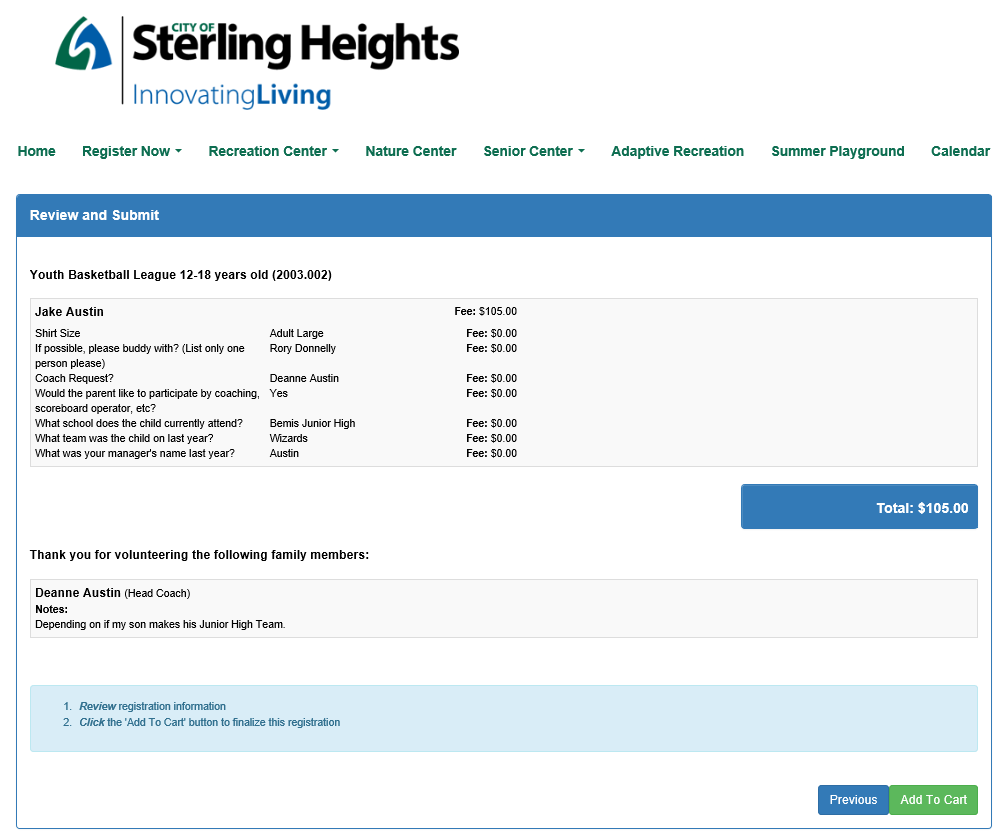 CITY OF
Sterling Heights
InnovatingLiving
Home Register Now Recreation Center Nature Center Senior Center Adaptive Recreation Summer Playground Calendar
Review and Submit
Youth Basketball League 12-18 years old (2003.002)
Jake Austin Fee: $105.00
Shirt Size Adult Large Fee: $0.00
If possible, please buddy with? (List only one Rory Donnelly Fee: $0.00
person please)
Coach Request? Deanne Austin Fee: $0.00
Would the parent like to participate by coaching, Yes Fee: $0.00
scoreboard operator, etc?
What school does the child currently attend? Bemis Junior High Fee: $0.00
What team was the child on last year? Wizards Fee: $0.00
What was your manager's name last year? Austin Fee: $0.00
Total: $105.00
Thank you for volunteering the following family members:
Deanne Austin (Head Coach)
Notes:
Depending on if my son makes his Junior High Team.
1. Review registration information
2. Click the 'Add To Cart' button to finalize this registration
Previous Add To Cart